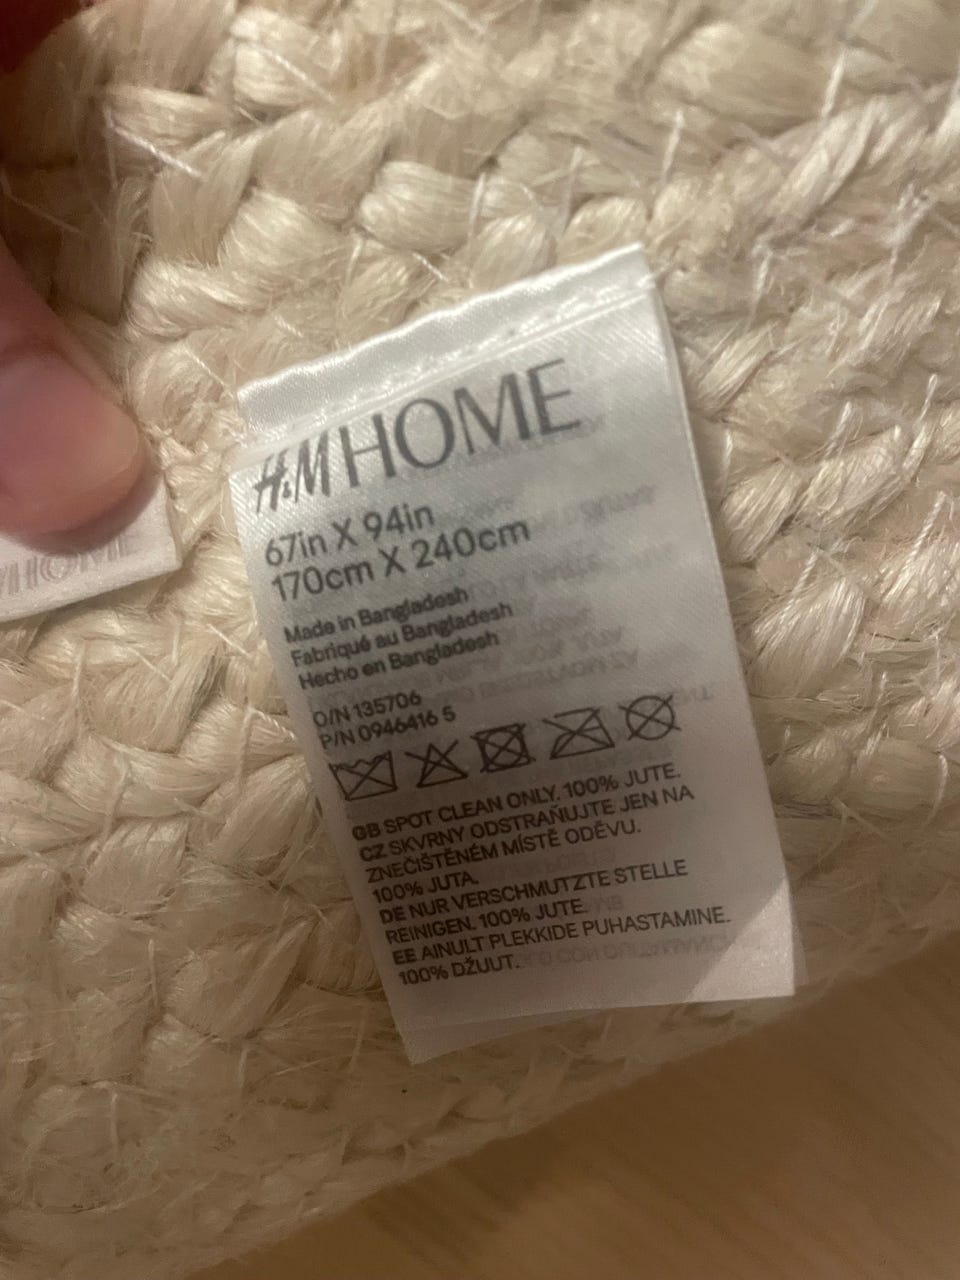 H&M HOME
67in X 94in
170cm X 240cm
Made in Bangladesh
Fabriqué au Bangladesh
Hecho en Bangladesh
O/N 135706
P/N 0946416 5
GB SPOT CLEAN ONLY. 100% JUTE.
CZ SKVRNY ODSTRAŇUJTE JEN NA
ZNEČIŠTĚNÉM MÍSTĚ ODĚVU.
100% JUTA.
DE NUR VERSCHMUTZTE STELLE
REINIGEN. 100% JUTE.
EE AINULT PLEKKIDE PUHASTAMINE.
100% DŽUUT.
HOME